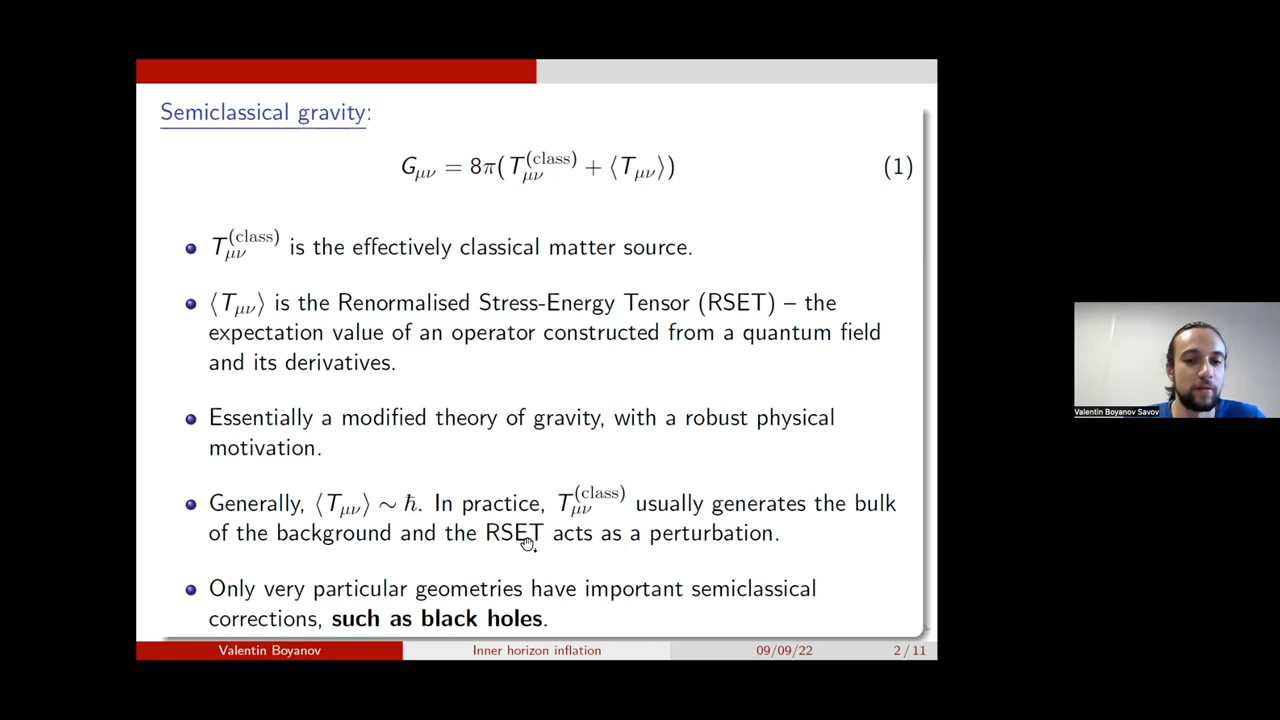 Semiclassical gravity:
G_{μν} = 8π(T_{μν}^{(class)} + ⟨T_{μν}⟩) (1)
T_{μν}^{(class)} is the effectively classical matter source.
⟨T_{μν}⟩ is the Renormalised Stress-Energy Tensor (RSET) – the
expectation value of an operator constructed from a quantum field
and its derivatives.
Essentially a modified theory of gravity, with a robust physical
motivation.
Generally, ⟨T_{μν}⟩ ∼ ℏ. In practice, T_{μν}^{(class)} usually generates the bulk
of the background and the RSET acts as a perturbation.
Only very particular geometries have important semiclassical
corrections, such as black holes.
Valentin Boyanov Inner horizon inflation 09/09/22 2 / 11
Valentin Boyanov Savov